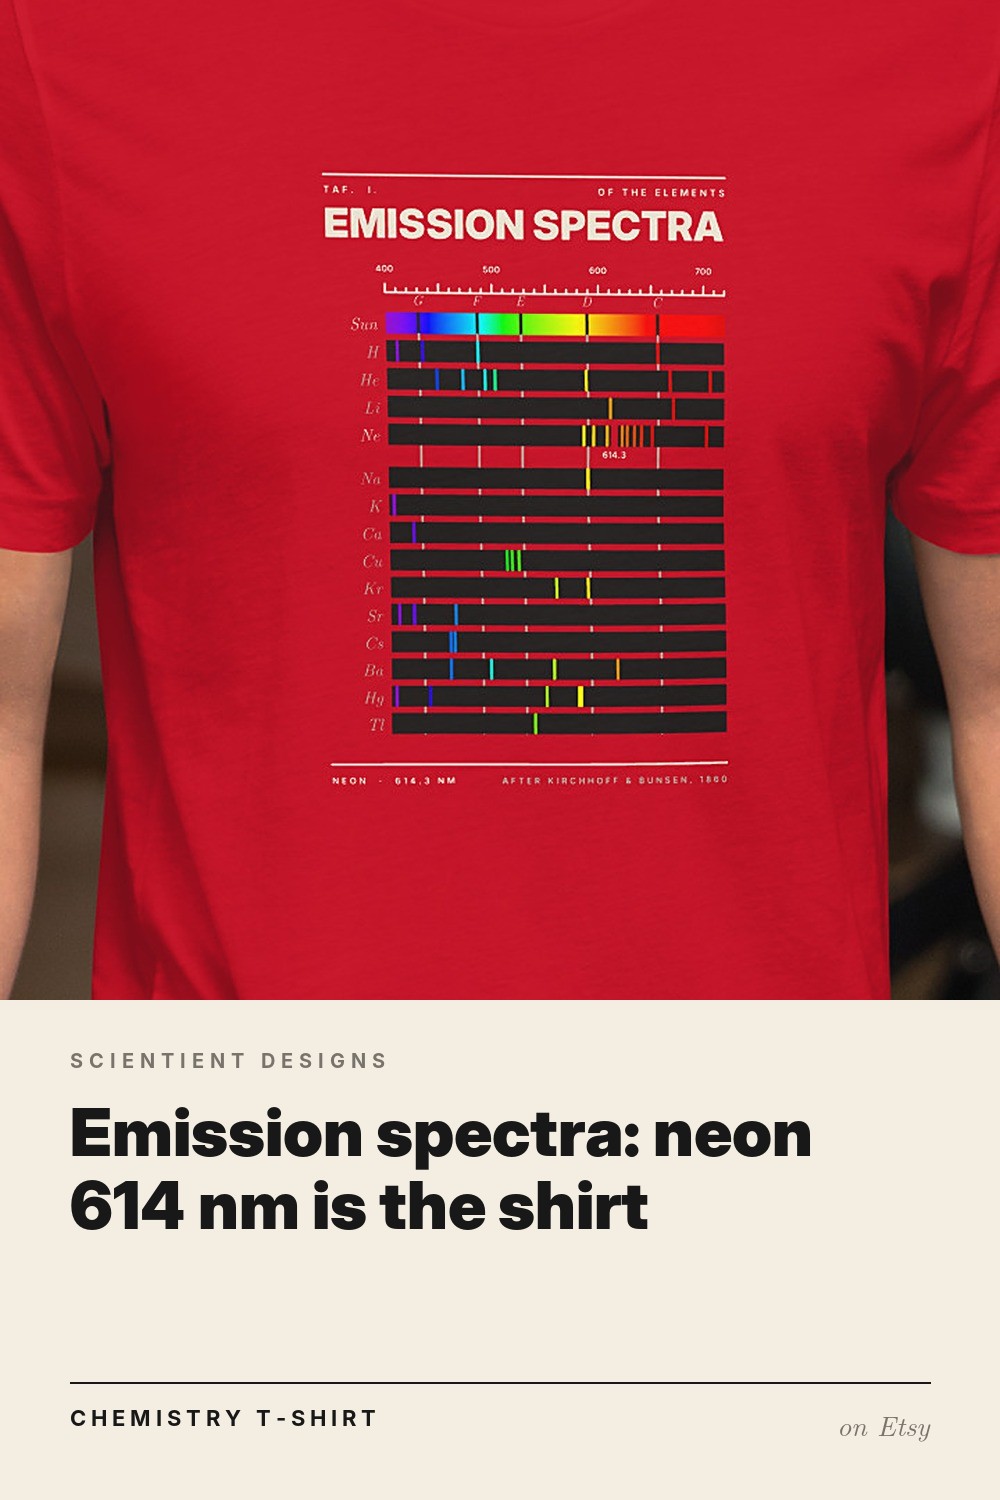 TAF. I. OF THE ELEMENTS
EMISSION SPECTRA
400 500 600 700
G F E D C
Sun
H
He
Li
Ne
614.3
Na
K
Ca
Cu
Kr
Sr
Cs
Ba
Hg
Tl
NEON - 614.3 NM AFTER KIRCHHOFF & BUNSEN, 1860
SCIENTIENT DESIGNS
Emission spectra: neon
614 nm is the shirt
CHEMISTRY T-SHIRT
on Etsy